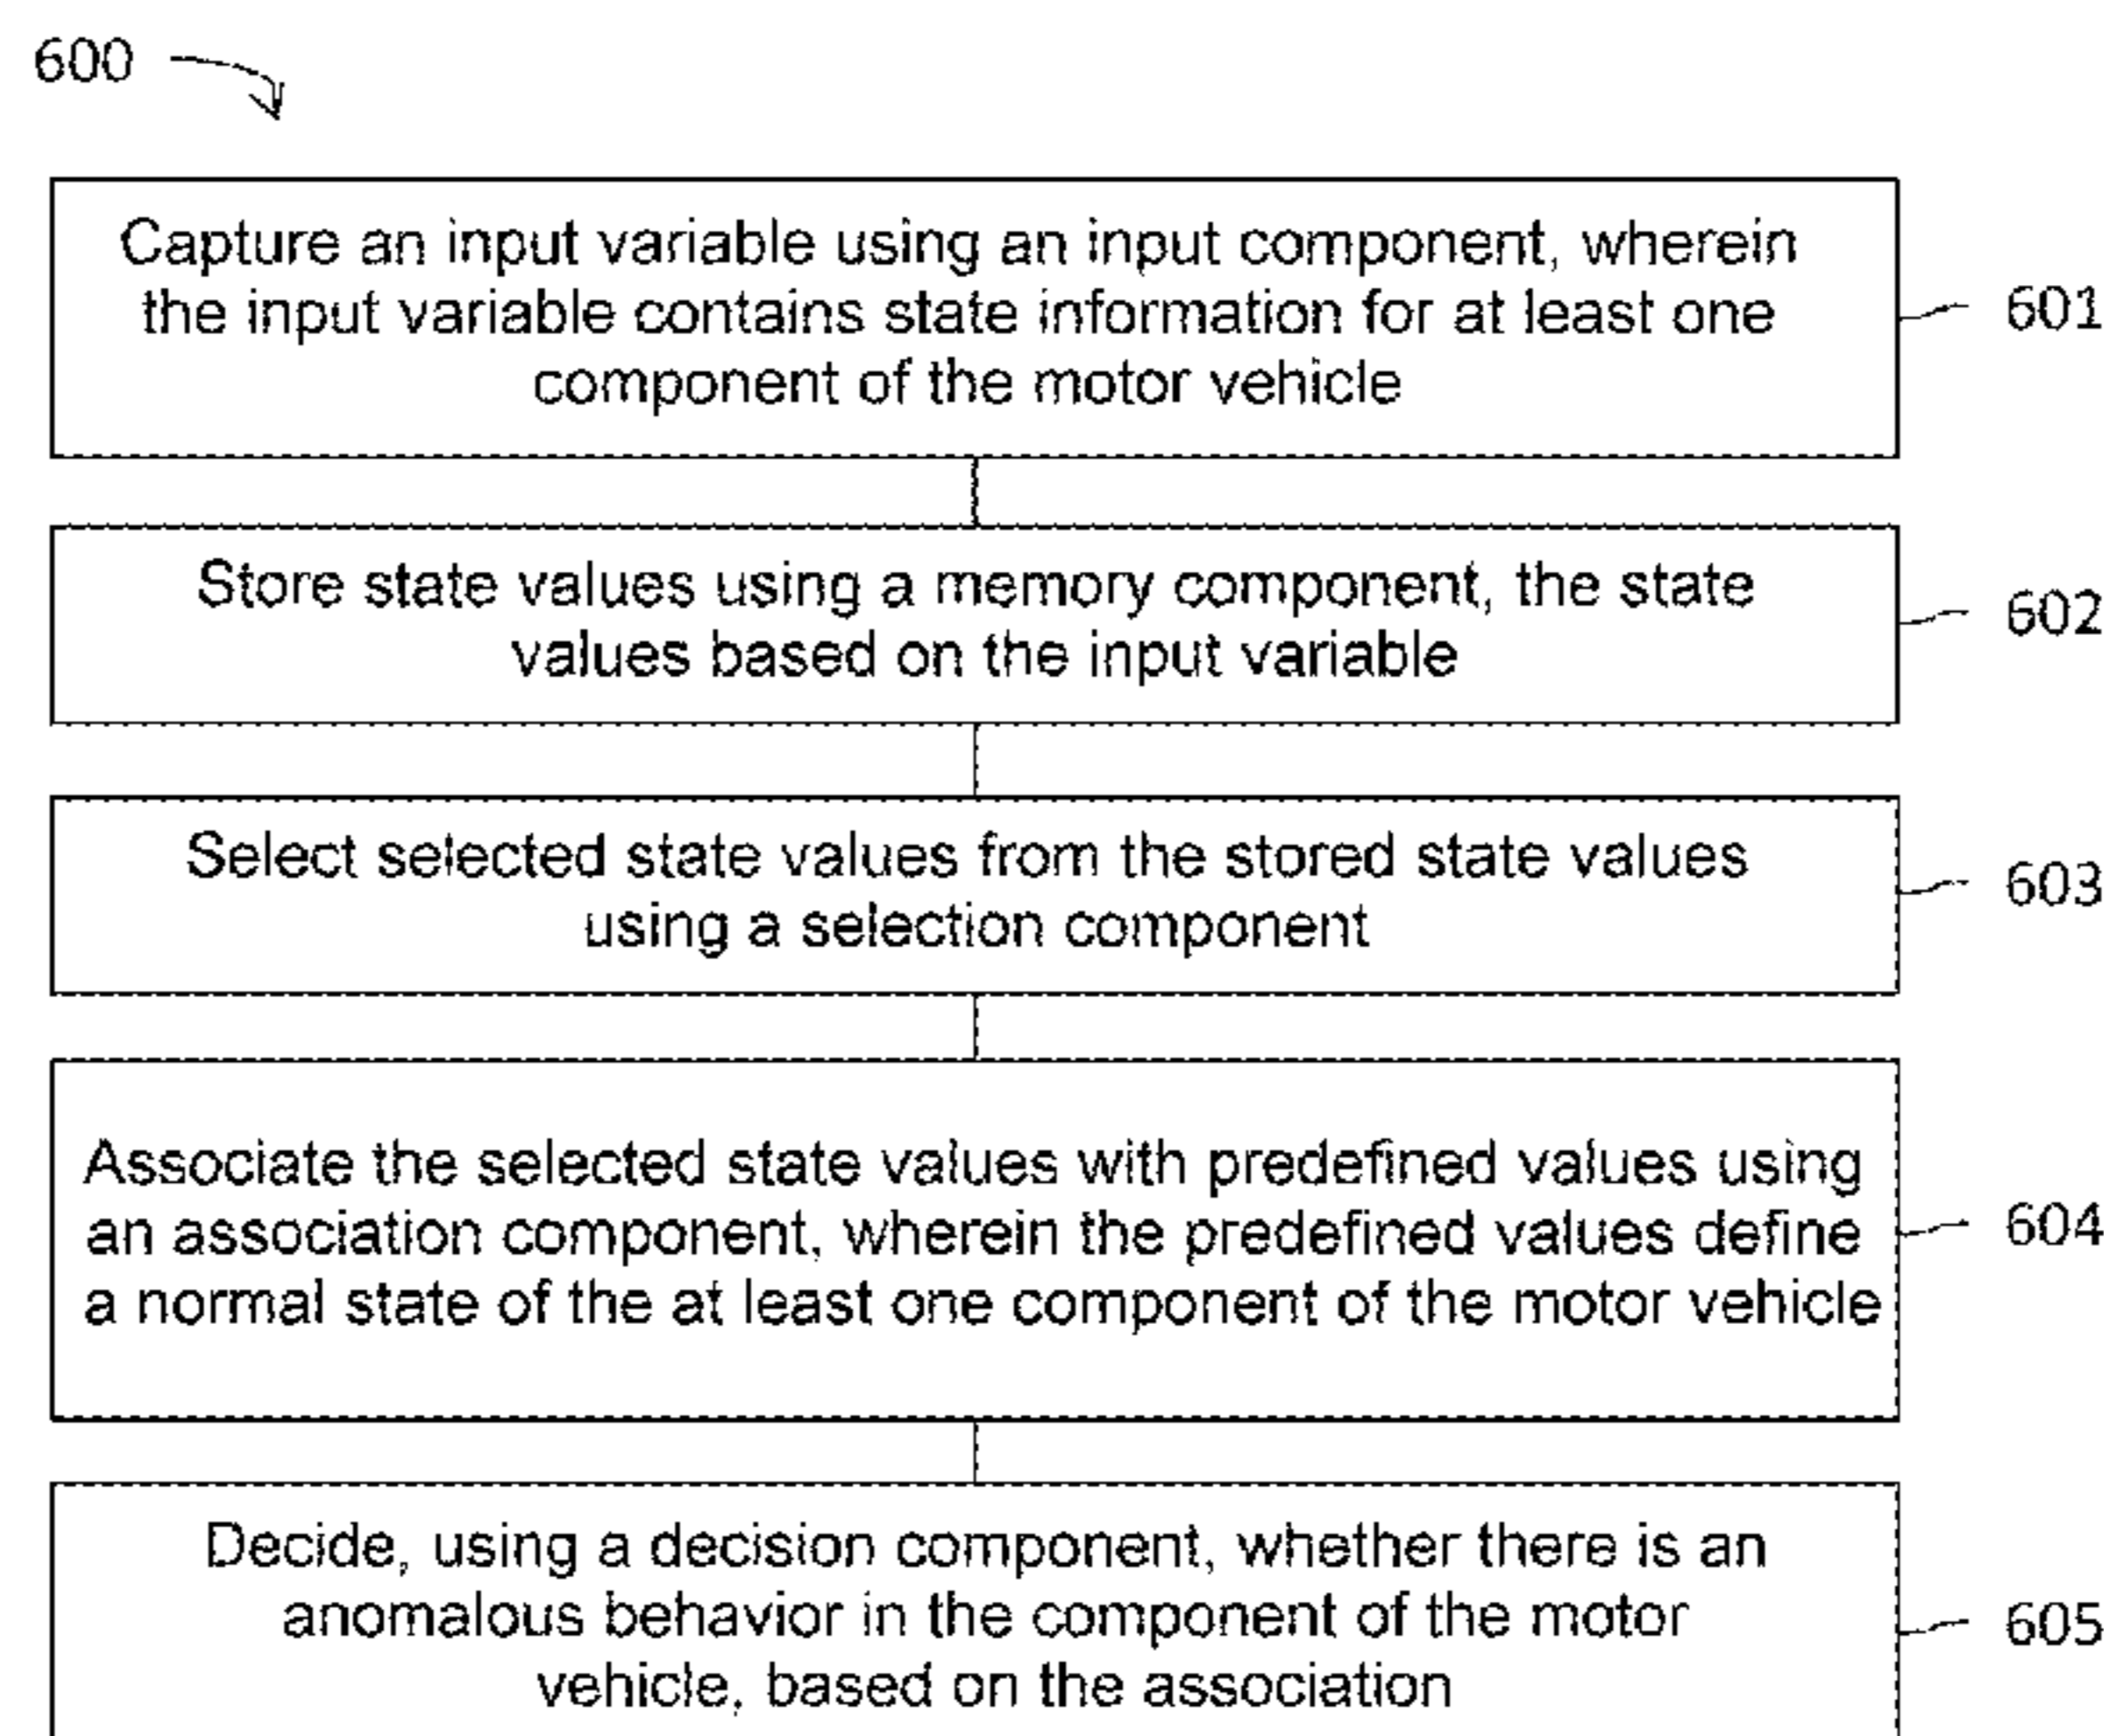 600
Capture an input variable using an input component, wherein
the input variable contains state information for at least one
component of the motor vehicle
601
Store state values using a memory component, the state
values based on the input variable
602
Select selected state values from the stored state values
using a selection component
603
Associate the selected state values with predefined values using
an association component, wherein the predefined values define
a normal state of the at least one component of the motor vehicle
604
Decide, using a decision component, whether there is an
anomalous behavior in the component of the motor
vehicle, based on the association
605